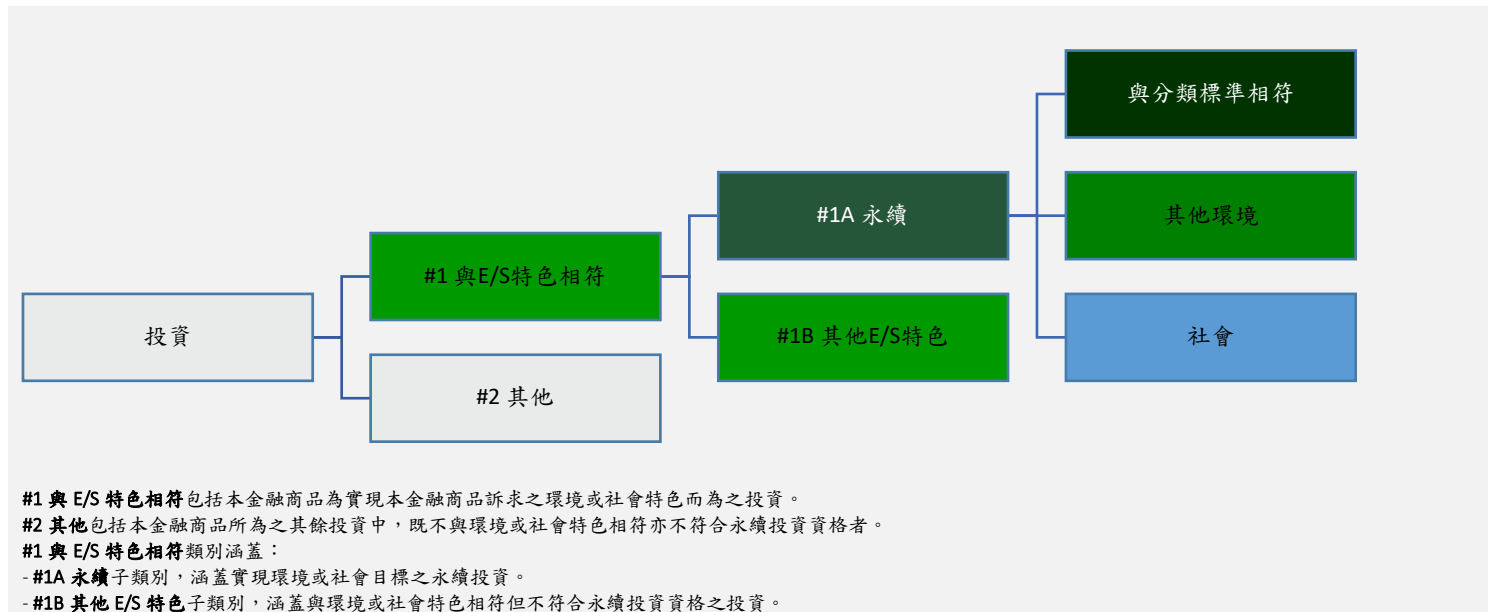 與分類標準相符
#1A 永續
其他環境
#1 與E/S特色相符
投資
#1B 其他E/S特色
社會
#2 其他
#1 與 E/S 特色相符包括本金融商品為實現本金融商品訴求之環境或社會特色而為之投資。
#2 其他包括本金融商品所為之其餘投資中，既不與環境或社會特色相符亦不符合永續投資資格者。
#1 與 E/S 特色相符類別涵蓋：
- #1A 永續子類別，涵蓋實現環境或社會目標之永續投資。
- #1B 其他 E/S 特色子類別，涵蓋與環境或社會特色相符但不符合永續投資資格之投資。